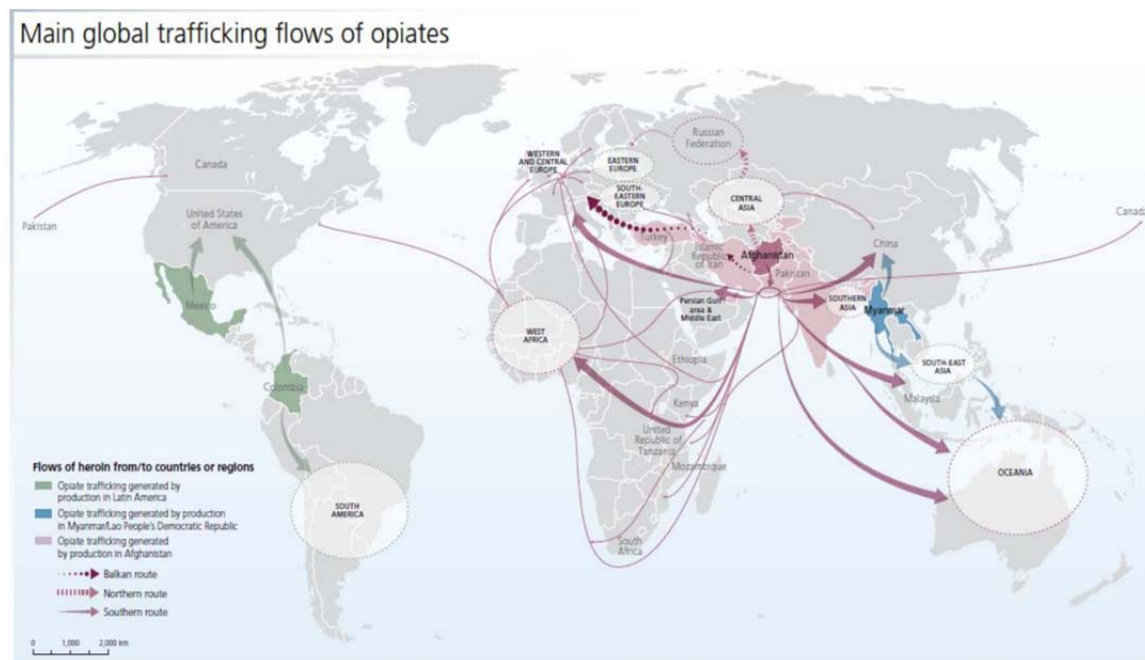 Main global trafficking flows of opiates
Russian
Federation
WESTERN
AND CENTRAL
EUROPE
EASTERN
EUROPE
Canada
SOUTH-
EASTERN
EUROPE
CENTRAL
ASIA
United States
of America
Canada
Pakistan
Turkey
Islamic
Republic
of Iran
Afghanistan
China
Pakistan
Mexico
Persian Gulf
area &
Middle East
SOUTHERN
ASIA
Myanmar
WEST
AFRICA
Ethiopia
SOUTH-EAST
ASIA
Colombia
Kenya
Malaysia
United
Republic of
Tanzania
Mozambique
OCEANIA
Flows of heroin from/to countries or regions
Opiate trafficking generated by
production in Latin America
Opiate trafficking generated by production
in Myanmar/Lao People's Democratic Republic
Opiate trafficking generated
by production in Afghanistan
Balkan route
Northern route
Southern route
SOUTH
AMERICA
South
Africa
0 1,000 2,000 km